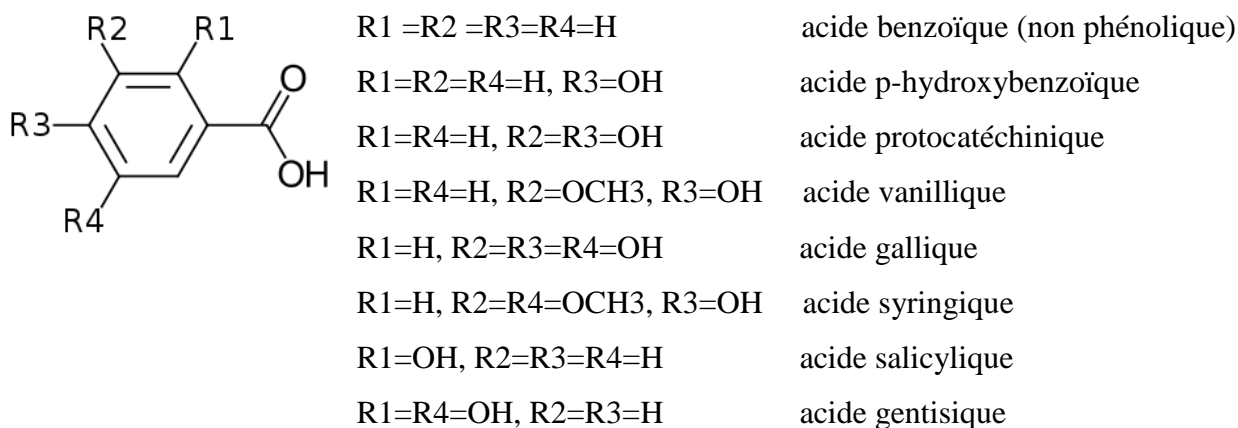 R1 =R2 =R3=R4=H acide benzoïque (non phénolique)
R1=R2=R4=H, R3=OH acide p-hydroxybenzoïque
R1=R4=H, R2=R3=OH acide protocatéchinique
R1=R4=H, R2=OCH3, R3=OH acide vanillique
R1=H, R2=R3=R4=OH acide gallique
R1=H, R2=R4=OCH3, R3=OH acide syringique
R1=OH, R2=R3=R4=H acide salicylique
R1=R4=OH, R2=R3=H acide gentisique
R2 R1
O
R3
OH
R4